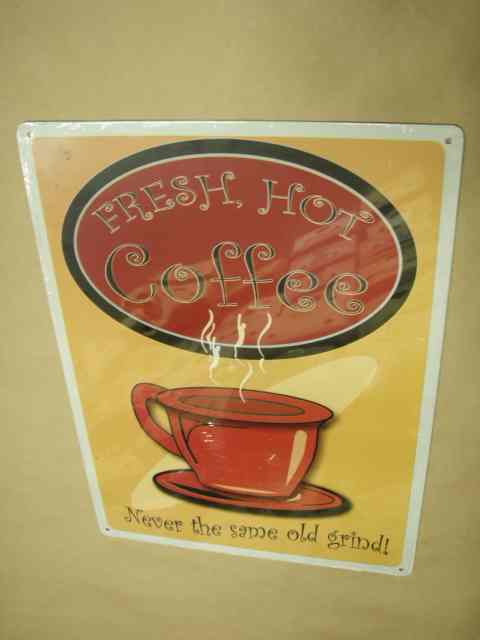 FRESH, HOT
Coffee
Never the same old grind!